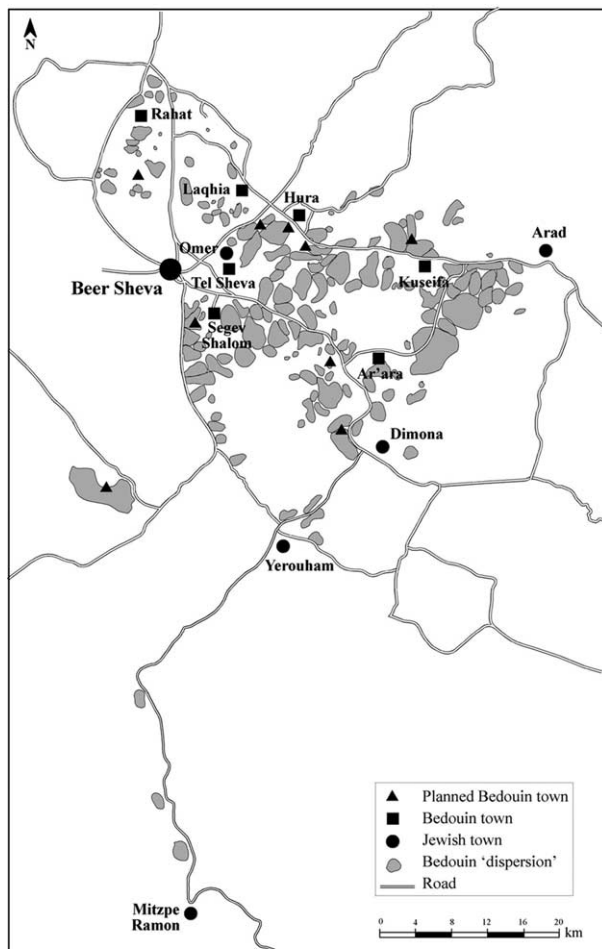 N
Rahat
Laqhia
Hura
Omer
Arad
Beer Sheva
Tel Sheva
Kuseifa
Segev
Shalom
Ar'ara
Dimona
Yerouham
Mitzpe
Ramon
Planned Bedouin town
Bedouin town
Jewish town
Bedouin 'dispersion'
Road
0 4 8 12 16 20
km